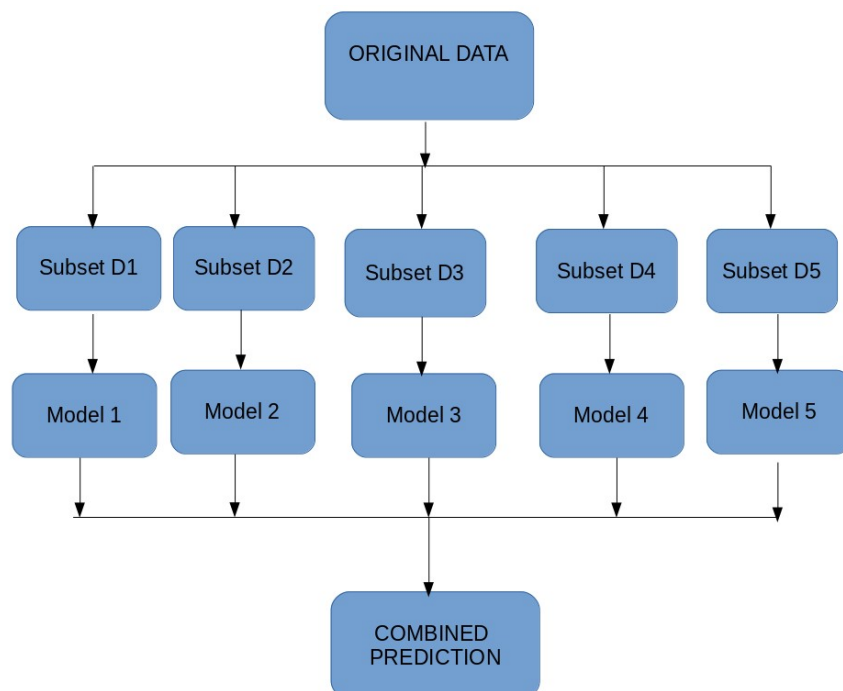 ORIGINAL DATA
Subset D1
Subset D2
Subset D3
Subset D4
Subset D5
Model 1
Model 2
Model 3
Model 4
Model 5
COMBINED
PREDICTION